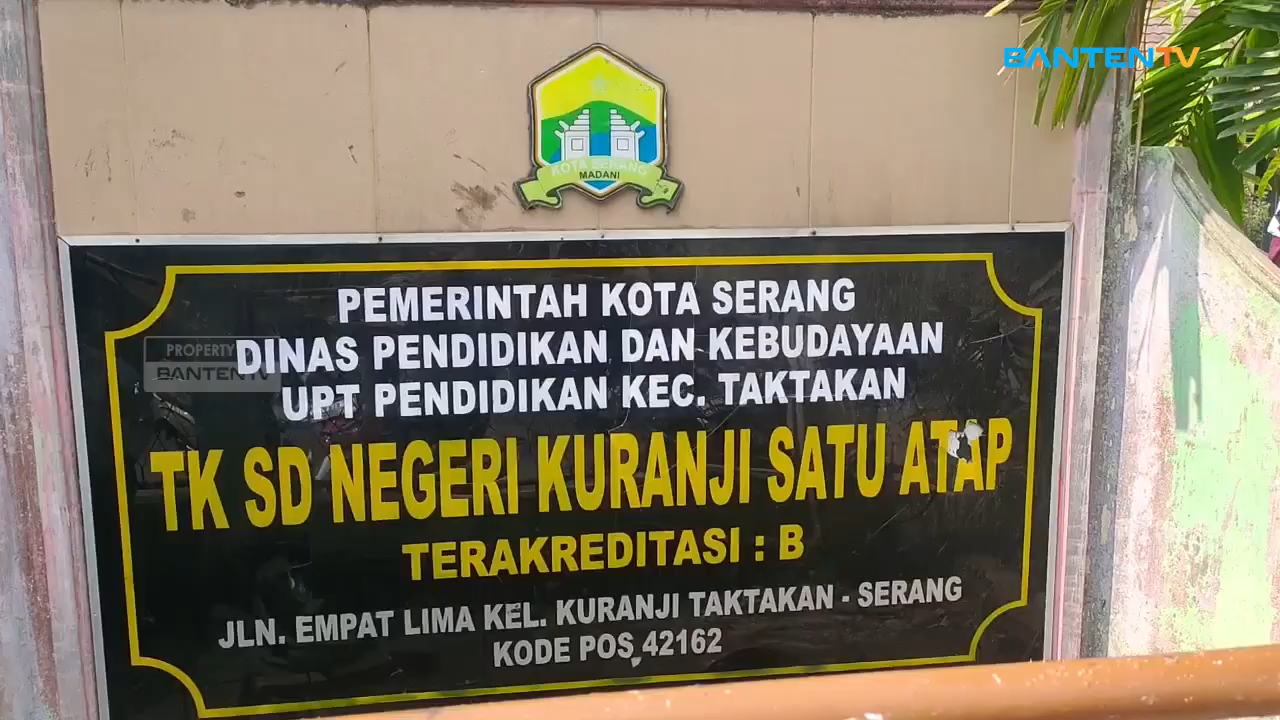 BANTENTV
KOTA SERANG
MADANI
PEMERINTAH KOTA SERANG
DINAS PENDIDIKAN DAN KEBUDAYAAN
UPT PENDIDIKAN KEC. TAKTAKAN
TK SD NEGERI KURANJI SATU ATAP
TERAKREDITASI : B
JLN. EMPAT LIMA KEL. KURANJI TAKTAKAN - SERANG
KODE POS 42162
PROPERTY
BANTENTV